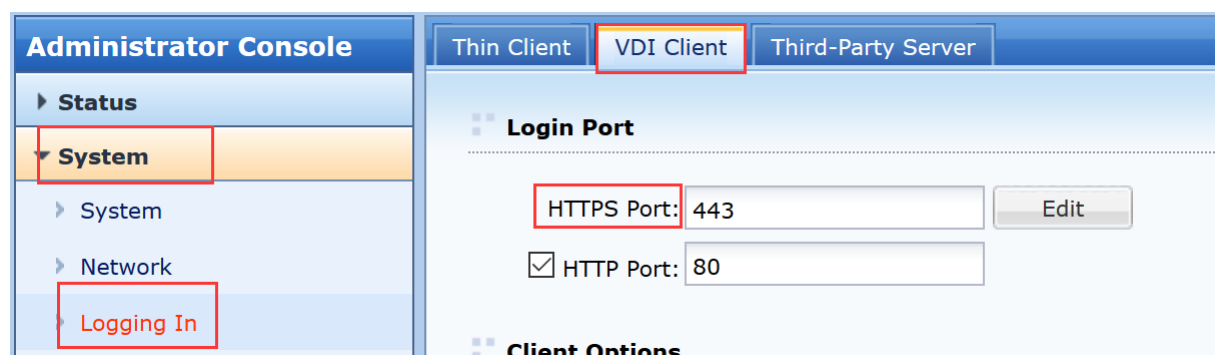 Administrator Console
Status
System
System
Network
Logging In
Thin Client VDI Client Third-Party Server
Login Port
HTTPS Port: 443 Edit
HTTP Port: 80
Client Options